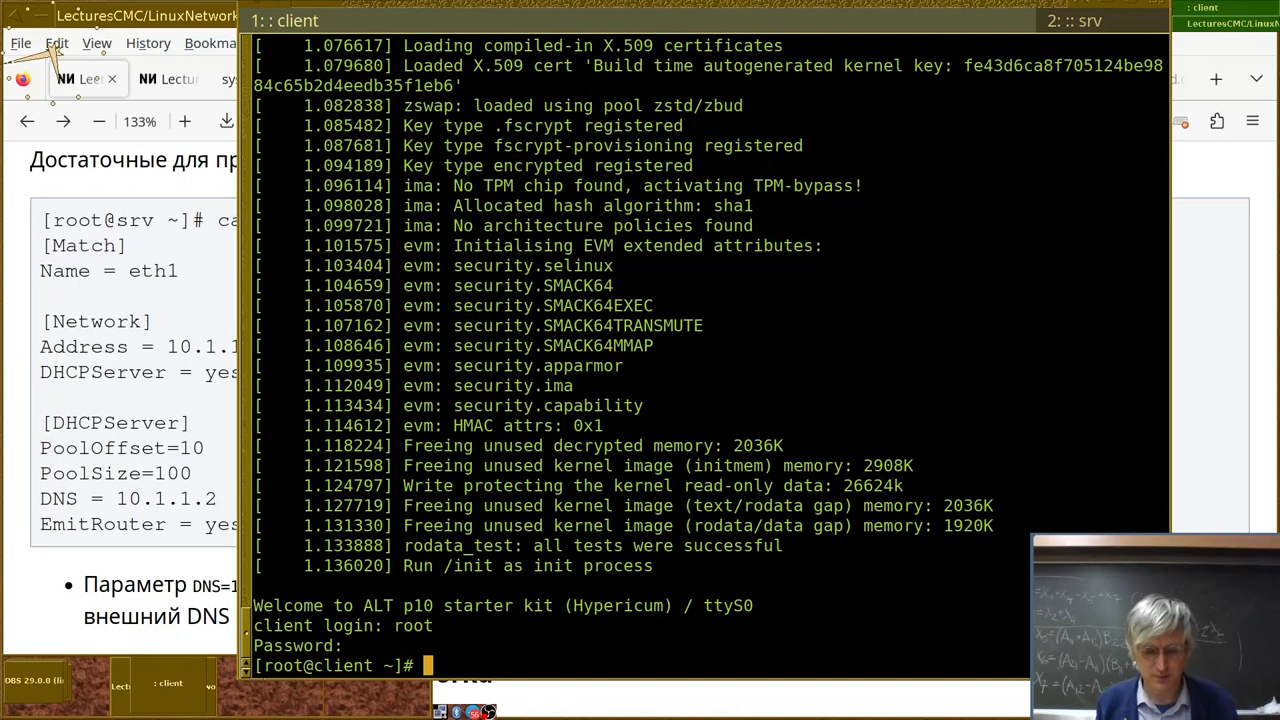 LecturesCMC/LinuxNetwork
File Edit View History Bookma
Lectu
133%
Достаточные для пр
[root@srv ~]# ca
[Match]
Name = eth1
[Network]
Address = 10.1.1
DHCPServer = yes
[DHCPServer]
PoolOffset=10
PoolSize=100
DNS = 10.1.1.2
EmitRouter = yes
• Параметр DNS=1
внешний DNS
1: : client
2: :: srv
[    1.076617] Loading compiled-in X.509 certificates
[    1.079680] Loaded X.509 cert 'Build time autogenerated kernel key: fe43d6ca8f705124be98
84c65b2d4eedb35f1eb6'
[    1.082838] zswap: loaded using pool zstd/zbud
[    1.085482] Key type .fscrypt registered
[    1.087681] Key type fscrypt-provisioning registered
[    1.094189] Key type encrypted registered
[    1.096114] ima: No TPM chip found, activating TPM-bypass!
[    1.098028] ima: Allocated hash algorithm: sha1
[    1.099721] ima: No architecture policies found
[    1.101575] evm: Initialising EVM extended attributes:
[    1.103404] evm: security.selinux
[    1.104659] evm: security.SMACK64
[    1.105870] evm: security.SMACK64EXEC
[    1.107162] evm: security.SMACK64TRANSMUTE
[    1.108646] evm: security.SMACK64MMAP
[    1.109935] evm: security.apparmor
[    1.112049] evm: security.ima
[    1.113434] evm: security.capability
[    1.114612] evm: HMAC attrs: 0x1
[    1.118224] Freeing unused decrypted memory: 2036K
[    1.121598] Freeing unused kernel image (initmem) memory: 2908K
[    1.124797] Write protecting the kernel read-only data: 26624k
[    1.127719] Freeing unused kernel image (text/rodata gap) memory: 2036K
[    1.131330] Freeing unused kernel image (rodata/data gap) memory: 1920K
[    1.133888] rodata_test: all tests were successful
[    1.136020] Run /init as init process
Welcome to ALT p10 starter kit (Hypericum) / ttyS0
client login: root
Password:
[root@client ~]#
: client
LecturesCMC/LinuxN
OBS 29.0.0 (li
Lect
: client